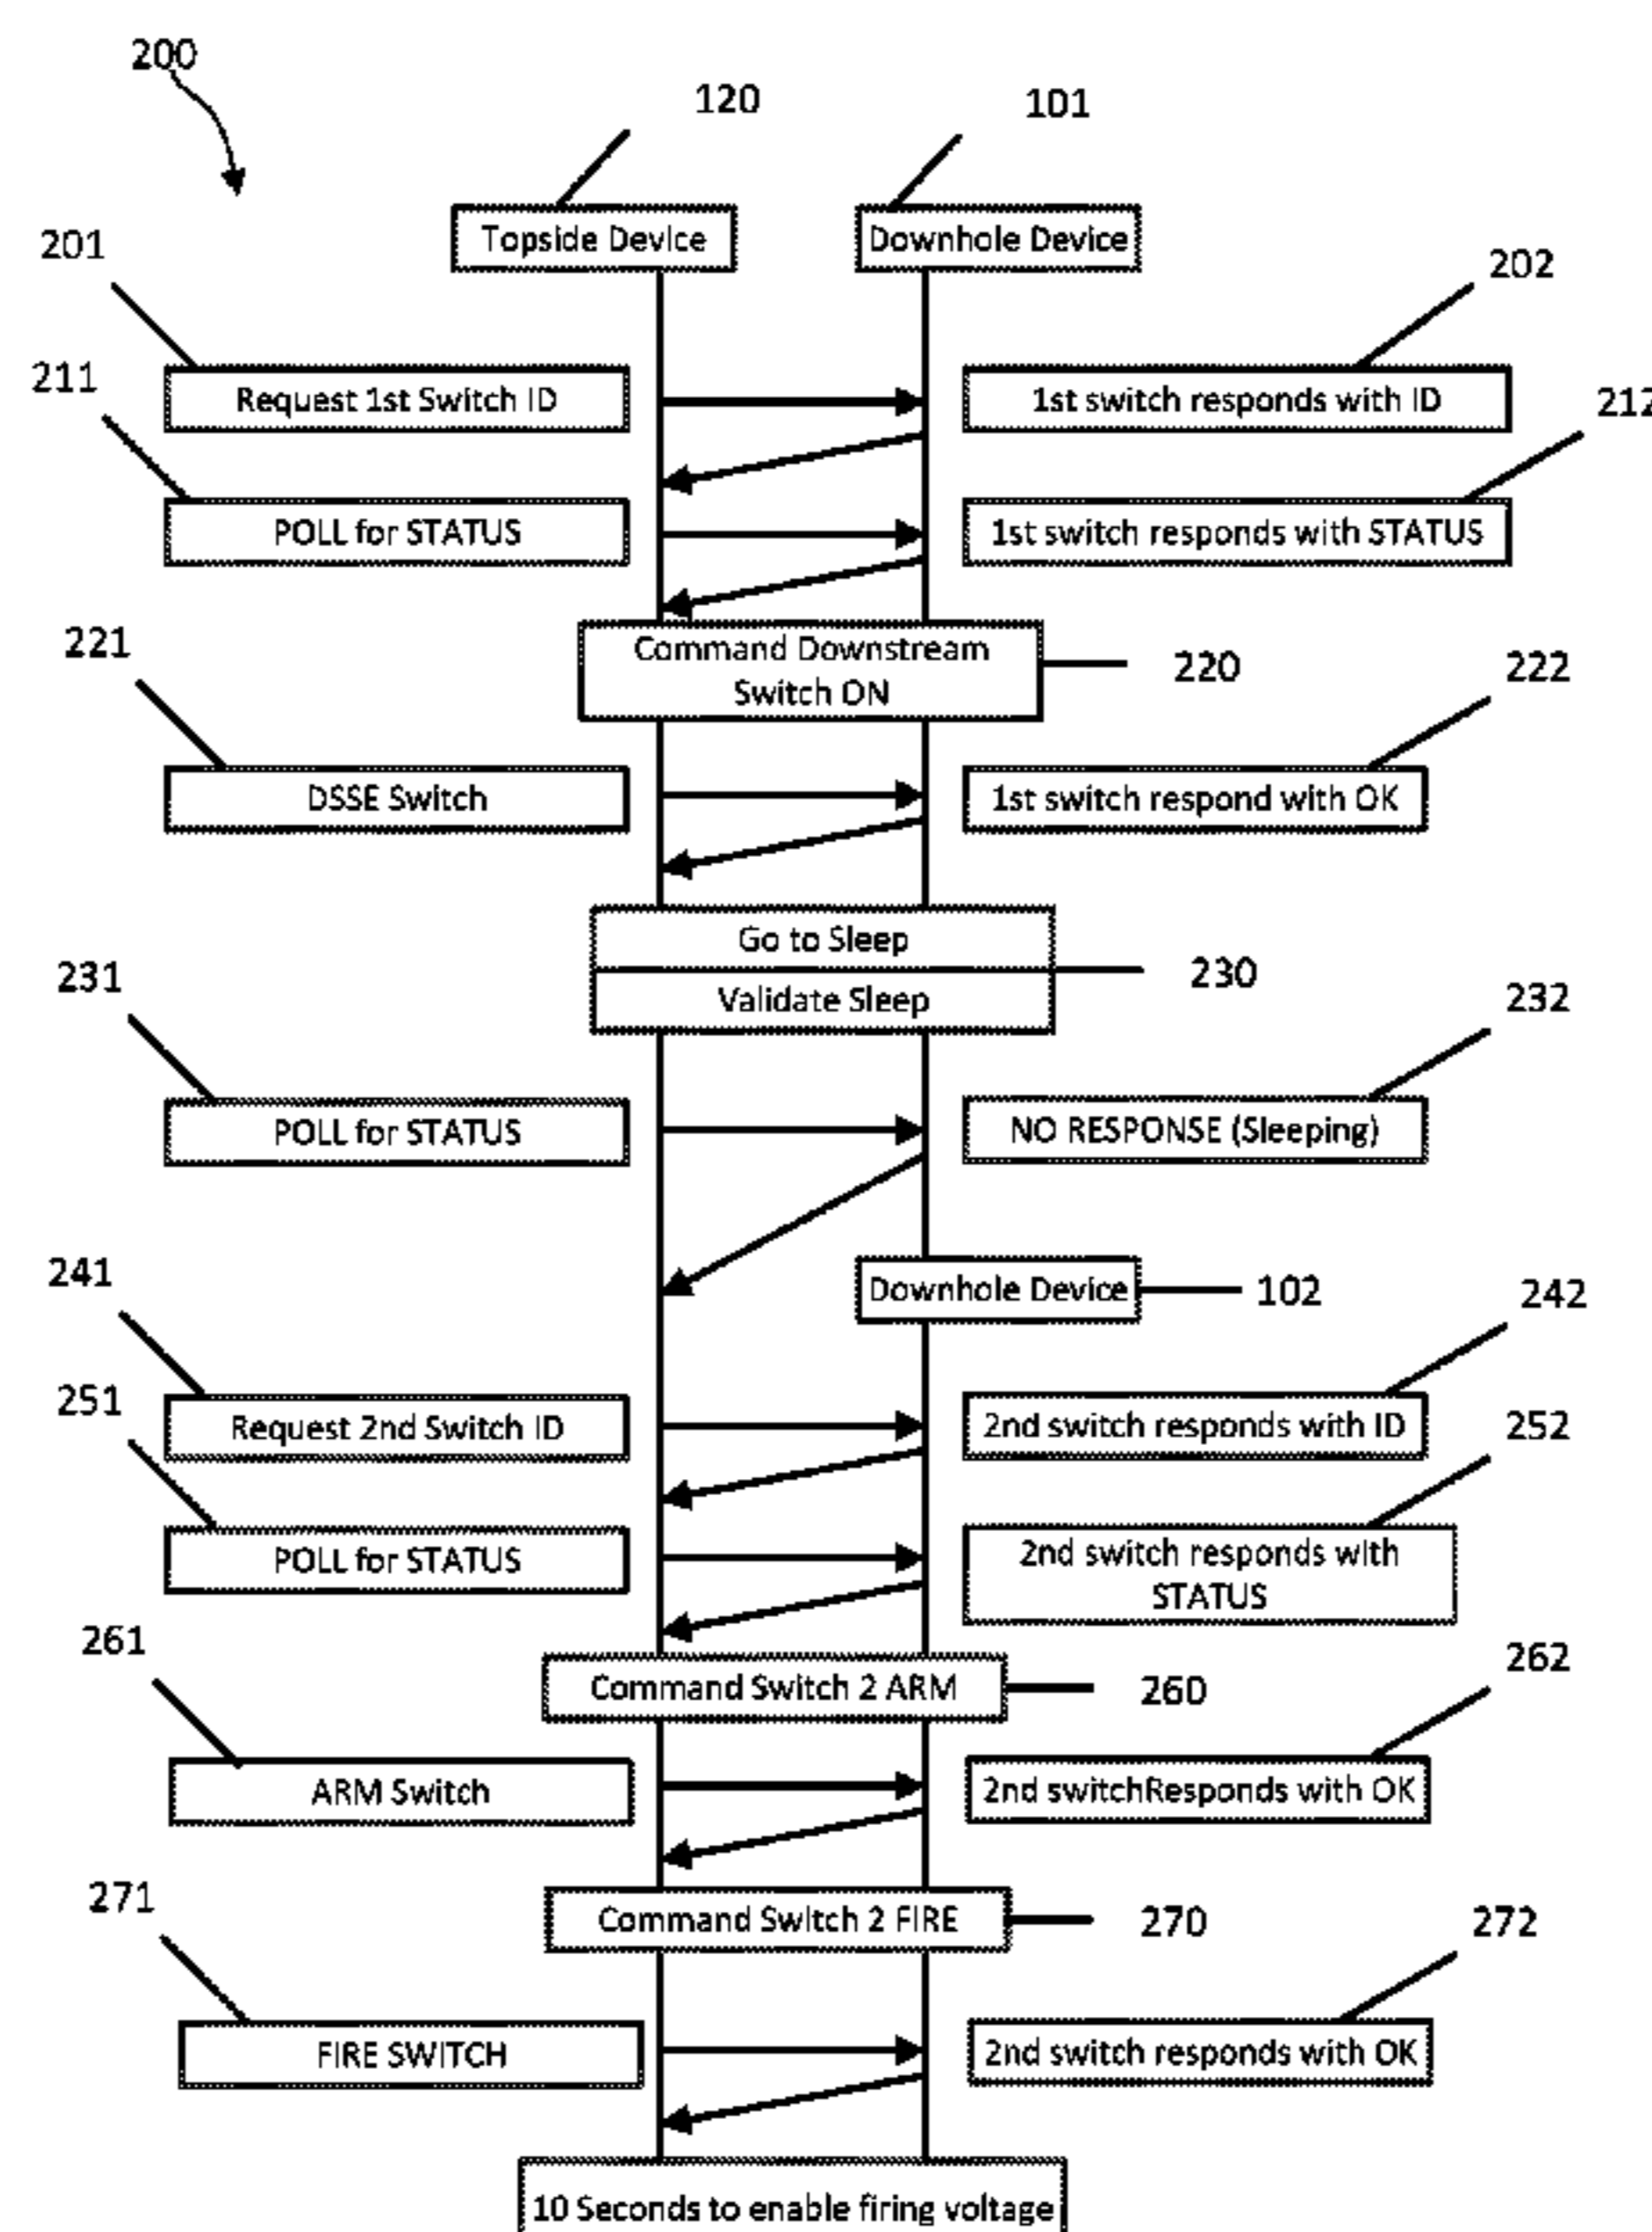 200
120
101
Topside Device
Downhole Device
201
202
Request 1st Switch ID
1st switch responds with ID
211
212
POLL for STATUS
1st switch responds with STATUS
Command Downstream
Switch ON
220
221
222
DSSE Switch
1st switch respond with OK
Go to Sleep
Validate Sleep
230
231
232
POLL for STATUS
NO RESPONSE (Sleeping)
Downhole Device
102
241
242
Request 2nd Switch ID
2nd switch responds with ID
251
252
POLL for STATUS
2nd switch responds with
STATUS
Command Switch 2 ARM
260
261
262
ARM Switch
2nd switchResponds with OK
Command Switch 2 FIRE
270
271
272
FIRE SWITCH
2nd switch responds with OK
10 Seconds to enable firing voltage